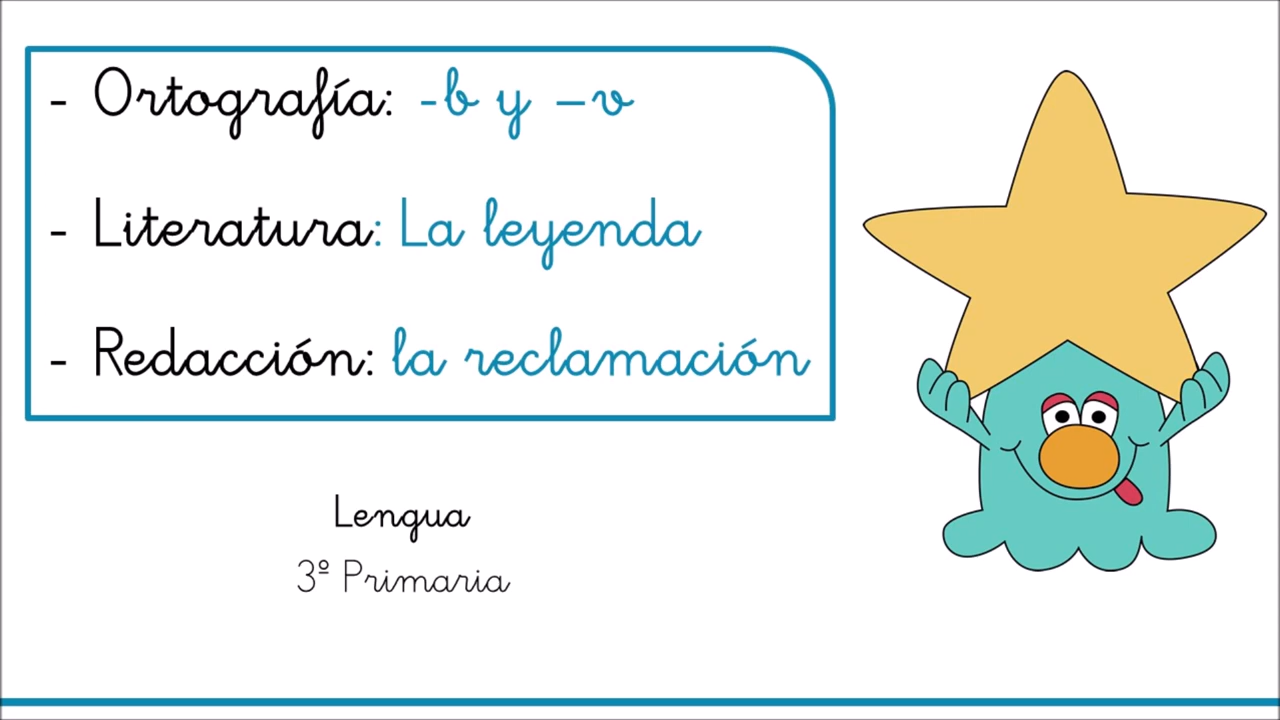 - Ortografía: -b y –v
- Literatura: La leyenda
- Redacción: la reclamación
Lengua
3º Primaria